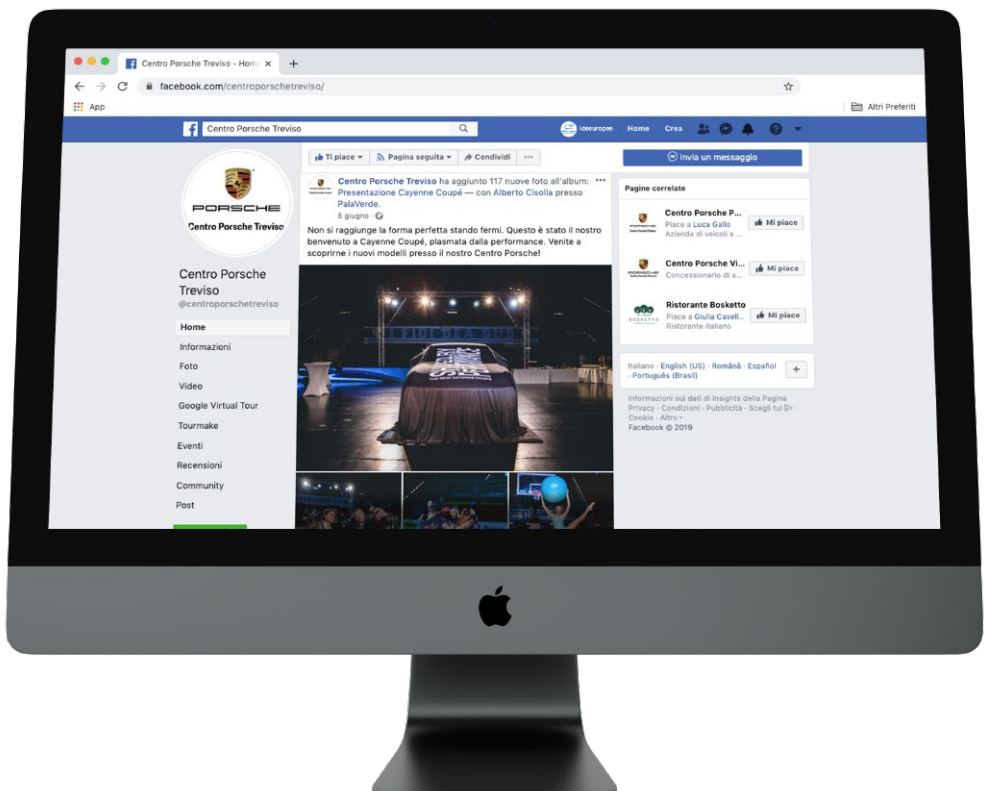 Centro Porsche Treviso - Hom
facebook.com/centroporschetreviso/
App
Altri Preferiti
Centro Porsche Treviso
ideeuropee Home Crea
PORSCHE
Centro Porsche Treviso
Centro Porsche
Treviso
@centroporschetreviso
Home
Informazioni
Foto
Video
Google Virtual Tour
Tourmake
Eventi
Recensioni
Community
Post
Ti piace Pagina seguita Condividi ...
Centro Porsche Treviso ha aggiunto 117 nuove foto all'album:
Presentazione Cayenne Coupé — con Alberto Cisolla presso
PalaVerde.
5 giugno ·
Non si raggiunge la forma perfetta stando fermi. Questo è stato il nostro
benvenuto a Cayenne Coupé, plasmata dalla performance. Venite a
scoprirne i nuovi modelli presso il nostro Centro Porsche!
THE NEW CAYENNE COUPÉ
Invia un messaggio
Pagine correlate
Centro Porsche P...
Piace a Luca Gallo
Azienda di veicoli a ...
Mi piace
Centro Porsche Vi...
Concessionario di a...
Mi piace
Ristorante Bosketto
Piace a Giulia Casell...
Ristorante italiano
Mi piace
BOSKETTO
Italiano · English (US) · Română · Español
· Português (Brasil)
Informazioni sui dati di Insights della Pagina
Privacy · Condizioni · Pubblicità · Scegli tu! ·
Cookie · Altro
Facebook © 2019